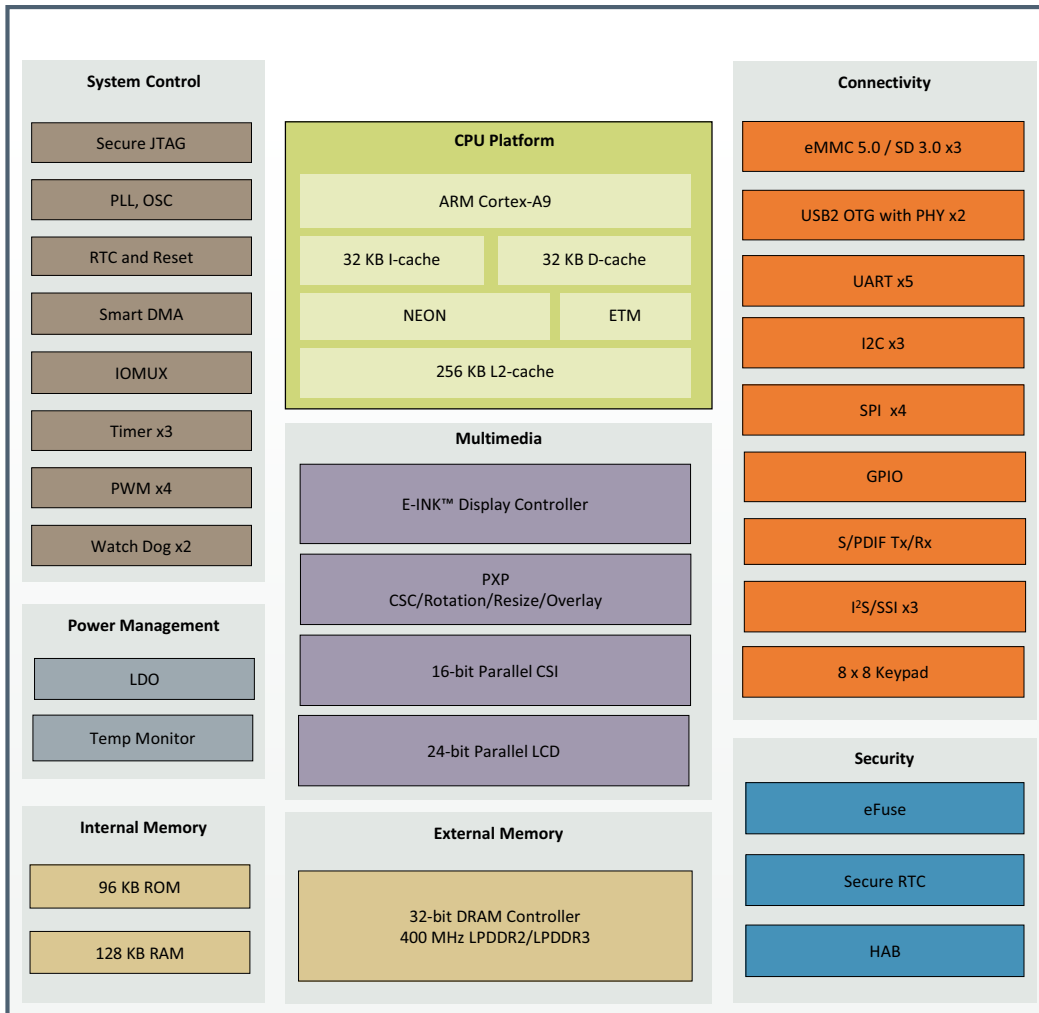 System Control
Secure JTAG
PLL, OSC
RTC and Reset
Smart DMA
IOMUX
Timer x3
PWM x4
Watch Dog x2
Power Management
LDO
Temp Monitor
Internal Memory
96 KB ROM
128 KB RAM
CPU Platform
ARM Cortex-A9
32 KB I-cache
32 KB D-cache
NEON
ETM
256 KB L2-cache
Multimedia
E-INK™ Display Controller
PXP
CSC/Rotation/Resize/Overlay
16-bit Parallel CSI
24-bit Parallel LCD
External Memory
32-bit DRAM Controller
400 MHz LPDDR2/LPDDR3
Connectivity
eMMC 5.0 / SD 3.0 x3
USB2 OTG with PHY x2
UART x5
I2C x3
SPI x4
GPIO
S/PDIF Tx/Rx
I²S/SSI x3
8 x 8 Keypad
Security
eFuse
Secure RTC
HAB